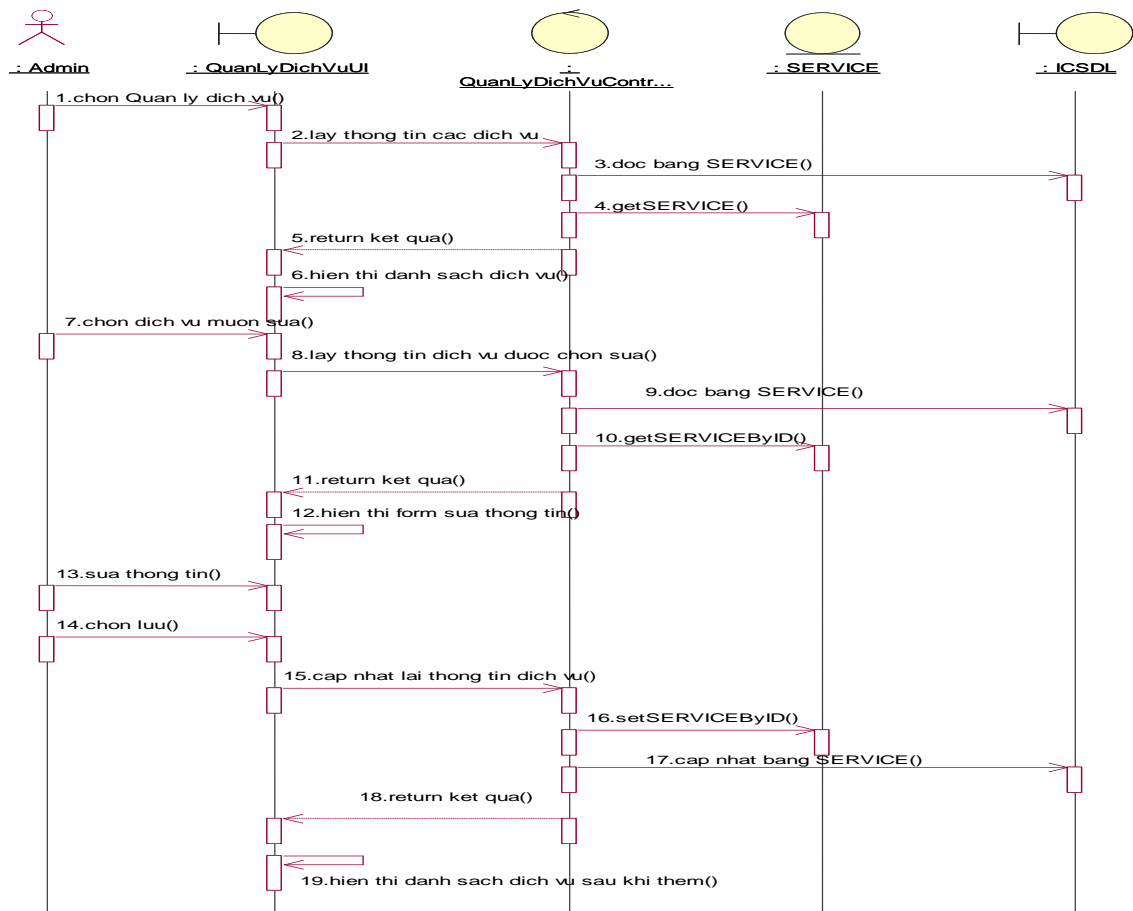 : Admin
: QuanLyDichVuUI
:
QuanLyDichVuContr...
: SERVICE
: ICSDL
1.chon Quan ly dich vu()
2.lay thong tin cac dich vu
3.doc bang SERVICE()
4.getSERVICE()
5.return ket qua()
6.hien thi danh sach dich vu()
7.chon dich vu muon sua()
8.lay thong tin dich vu duoc chon sua()
9.doc bang SERVICE()
10.getSERVICEByID()
11.return ket qua()
12.hien thi form sua thong tin()
13.sua thong tin()
14.chon luu()
15.cap nhat lai thong tin dich vu()
16.setSERVICEByID()
17.cap nhat bang SERVICE()
18.return ket qua()
19.hien thi danh sach dich vu sau khi them()